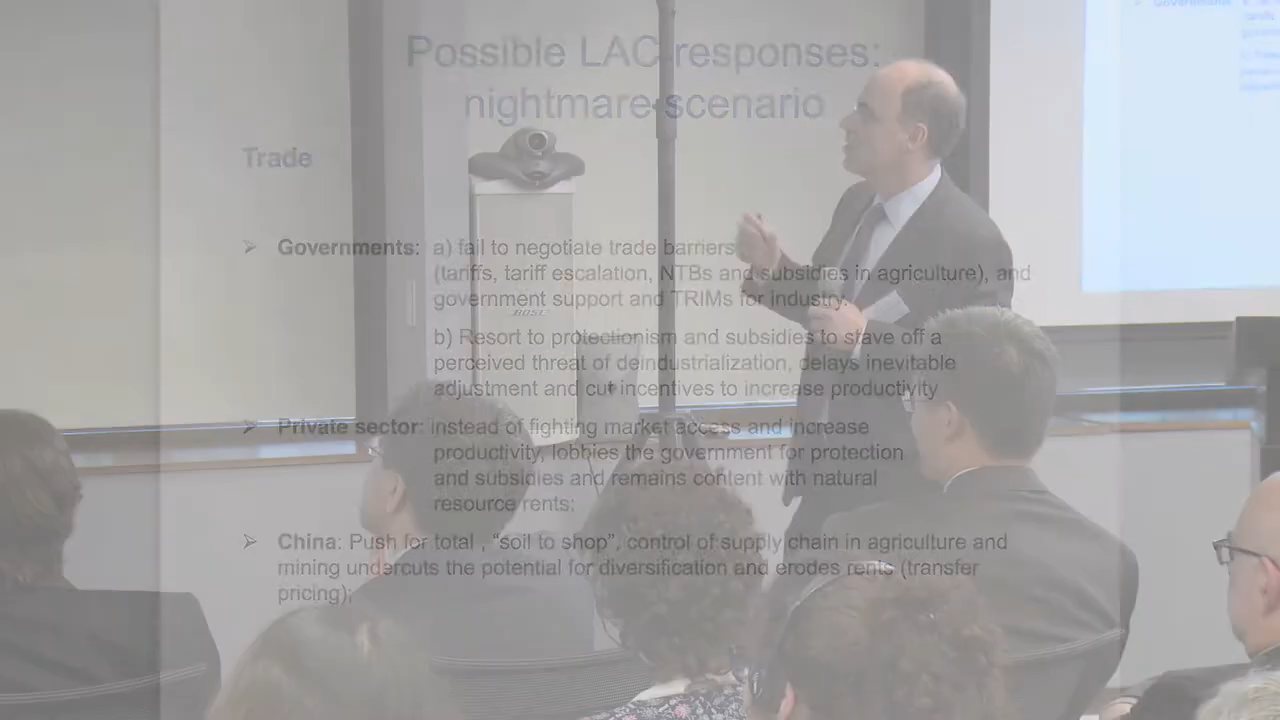 Possible LAC responses:
nightmare scenario
Trade
➢ Governments: a) fail to negotiate trade barriers
(tariffs, tariff escalation, NTBs and subsidies in agriculture), and
government support and TRIMs for industry.
b) Resort to protectionism and subsidies to stave off a
perceived threat of deindustrialization, delays inevitable
adjustment and cut incentives to increase productivity
➢ Private sector: instead of fighting market access and increase
productivity, lobbies the government for protection
and subsidies and remains content with natural
resource rents;
➢ China: Push for total , “soil to shop”, control of supply chain in agriculture and
mining undercuts the potential for diversification and erodes rents (transfer
pricing);
BOSE
Governments